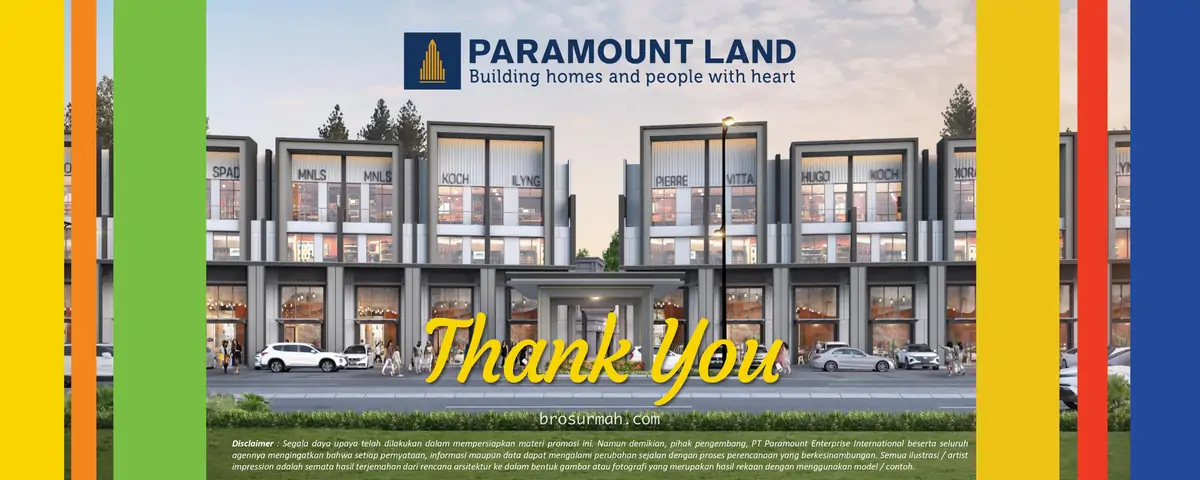 PARAMOUNT LAND
Building homes and people with heart
SPAD
MNLS MNLS
KOCH ILYNG
PIERRE VITTA
HUGO KOCH
Thank You
brosurmah.com
Disclaimer : Segala daya upaya telah dilakukan dalam mempersiapkan materi promosi ini. Namun demikian, pihak pengembang, PT Paramount Enterprise International beserta seluruh
agennya mengingatkan bahwa setiap pernyataan, informasi maupun data dapat mengalami perubahan sejalan dengan proses perencanaan yang berkesinambungan. Semua ilustrasi / artist
impression adalah semata hasil terjemahan dari rencana arsitektur ke dalam bentuk gambar atau fotografi yang merupakan hasil rekaan dengan menggunakan model / contoh.